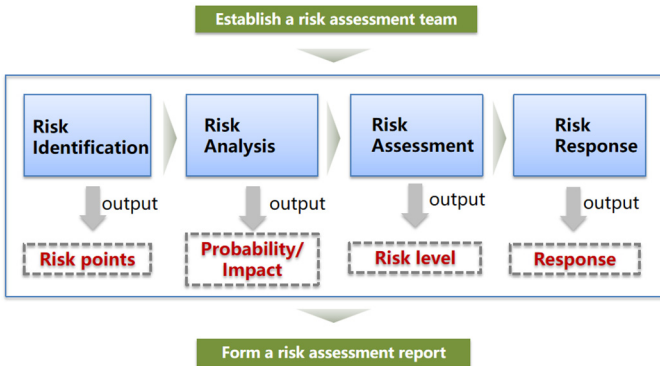 Establish a risk assessment team
Risk
Identification
Risk
Analysis
Risk
Assessment
Risk
Response
output
output
output
output
Risk points
Probability/
Impact
Risk level
Response
Form a risk assessment report